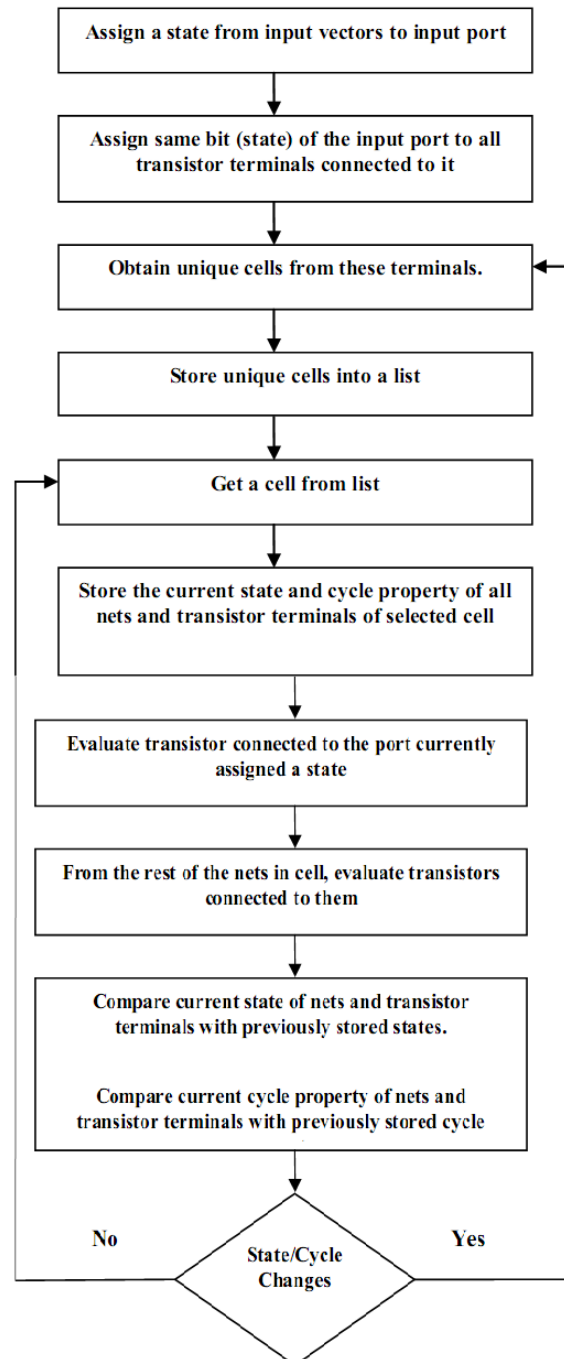 Assign a state from input vectors to input port
Assign same bit (state) of the input port to all
transistor terminals connected to it
Obtain unique cells from these terminals.
Store unique cells into a list
Get a cell from list
Store the current state and cycle property of all
nets and transistor terminals of selected cell
Evaluate transistor connected to the port currently
assigned a state
From the rest of the nets in cell, evaluate transistors
connected to them
Compare current state of nets and transistor
terminals with previously stored states.
Compare current cycle property of nets and
transistor terminals with previously stored cycle
No
Yes
State/Cycle
Changes